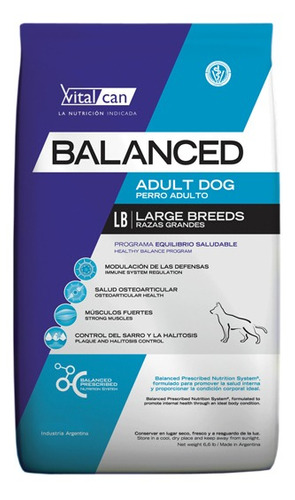 Vital can
LA NUTRICIÓN INDICADA
BALANCED
ADULT DOG
PERRO ADULTO
LB LARGE BREEDS
RAZAS GRANDES
PROGRAMA EQUILIBRIO SALUDABLE
HEALTHY BALANCE PROGRAM
MODULACIÓN DE LAS DEFENSAS
IMMUNE SYSTEM REGULATION
SALUD OSTEOARTICULAR
OSTEOARTICULAR HEALTH
MÚSCULOS FUERTES
STRONG MUSCLES
CONTROL DEL SARRO Y LA HALITOSIS
PLAQUE AND HALITOSIS CONTROL
BALANCED
PRESCRIBED
NUTRITION SYSTEM
Balanced Prescribed Nutrition System®,
formulado para promover la salud interna
y proporcionar la condición corporal ideal.
Balanced Prescribed Nutrition System®, formulated to
promote internal health through an ideal body condition.
Industria Argentina
Conservar en lugar seco, fresco y a resguardo de la luz.
Store in a cool, dry place and keep away from sunlight.
Net weight 6,6 lb / Made in Argentina